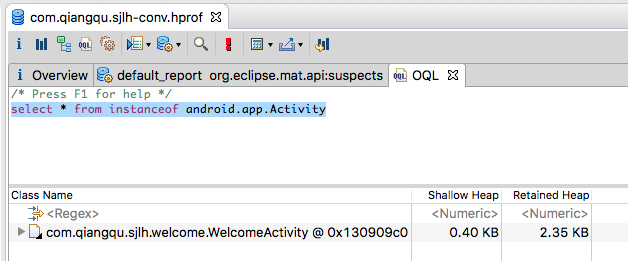 com.qiangqu.sjlh-conv.hprof
i OQL
i Overview default_report org.eclipse.mat.api:suspects OQL OQL
/* Press F1 for help */
select * from instanceof android.app.Activity
Class Name Shallow Heap Retained Heap
<Regex> <Numeric> <Numeric>
com.qiangqu.sjlh.welcome.WelcomeActivity @ 0x130909c0 0.40 KB 2.35 KB